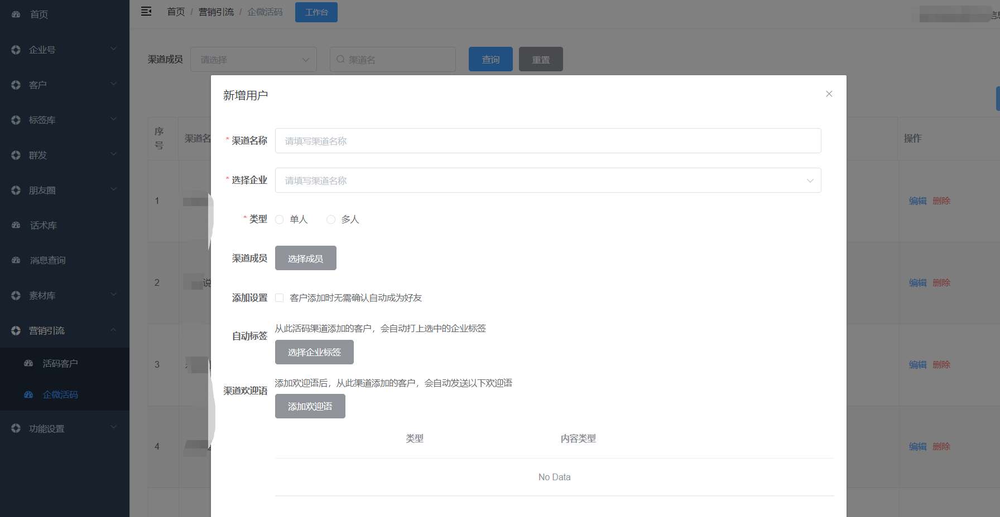 首页
企业号
客户
标签库
群发
朋友圈
话术库
消息查询
素材库
营销引流
活码客户
企微活码
功能设置
首页 / 营销引流 / 企微活码 工作台
渠道成员 请选择 渠道名 查询 重置
序号 渠道名 操作
1 编辑 删除
2 说 编辑 删除
3 编辑 删除
4 编辑 删除
新增用户
* 渠道名称 请填写渠道名称
* 选择企业 请填写渠道名称
* 类型 单人 多人
渠道成员 选择成员
添加设置 客户添加时无需确认自动成为好友
自动标签 从此活码渠道添加的客户，会自动打上选中的企业标签
选择企业标签
渠道欢迎语 添加欢迎语后，从此渠道添加的客户，会自动发送以下欢迎语
添加欢迎语
类型 内容类型
No Data